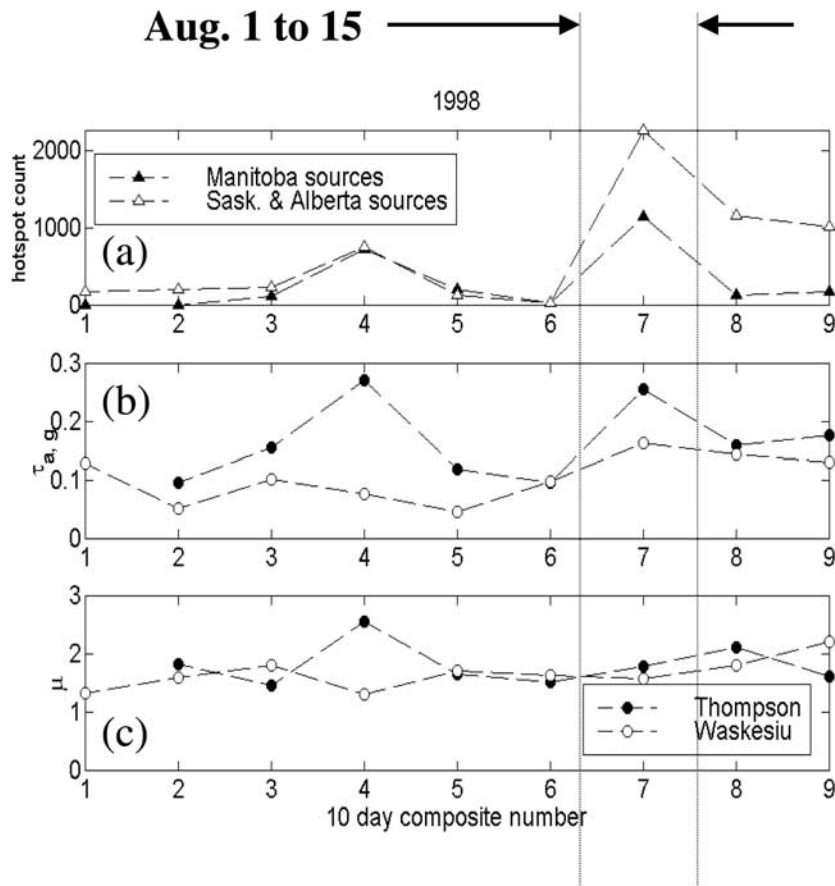 Aug. 1 to 15
1998
hotspot count
2000
1000
0
Manitoba sources
Sask. & Alberta sources
(a)
1 2 3 4 5 6 7 8 9
τa, g
0.3
0.2
0.1
0
(b)
1 2 3 4 5 6 7 8 9
μ
3
2
1
0
(c)
Thompson
Waskesiu
1 2 3 4 5 6 7 8 9
10 day composite number